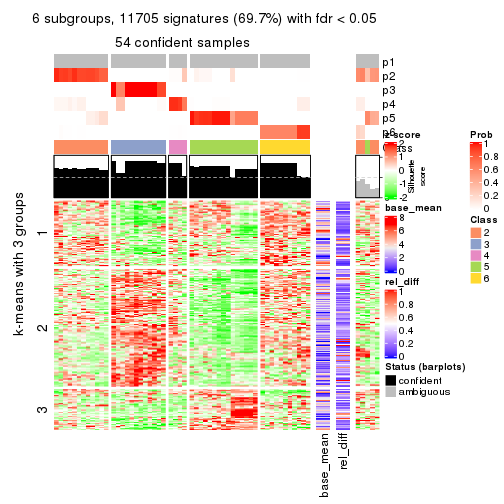 6 subgroups, 11705 signatures (69.7%) with fdr < 0.05
54 confident samples
p1
p2
p3
p4
p5
p6
Class
Silhouette
score
k-means with 3 groups
1
2
3
base_mean
rel_diff
z-score
2
1
0
-1
-2
base_mean
8
6
4
2
0
rel_diff
1
0.8
0.6
0.4
0.2
0
Status (barplots)
confident
ambiguous
Prob
1
0.8
0.6
0.4
0.2
0
Class
2
3
4
5
6